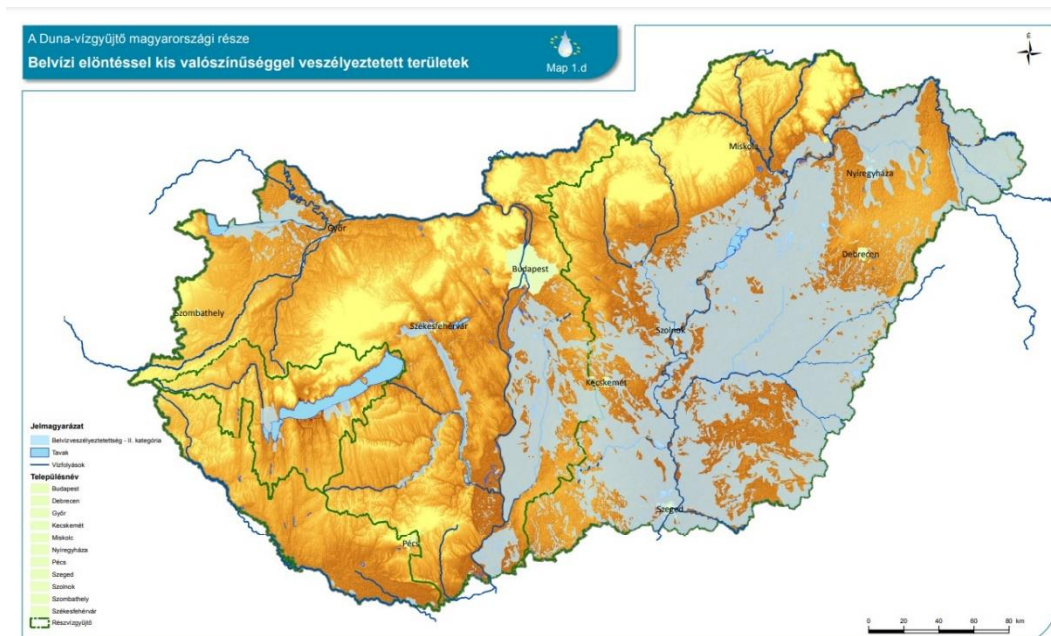 A Duna-vízgyűjtő magyarországi része
Belvízi elöntéssel kis valószínűséggel veszélyeztetett területek
Map 1.d
É
Miskolc
Nyíregyháza
Győr
Debrecen
Budapest
Szombathely
Székesfehérvár
Szolnok
Kecskemét
Szeged
Pécs
Jelmagyarázat
Belvízveszélyeztetettség - II. kategória
Tavak
Vízfolyások
Településnév
Budapest
Debrecen
Győr
Kecskemét
Miskolc
Nyíregyháza
Pécs
Szeged
Szolnok
Szombathely
Székesfehérvár
Részvízgyűjtő
0 20 40 60 80 km